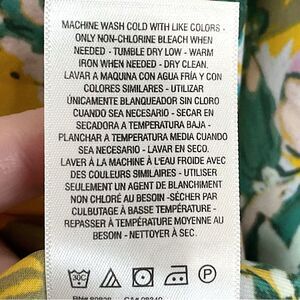 MACHINE WASH COLD WITH LIKE COLORS -
ONLY NON-CHLORINE BLEACH WHEN
NEEDED - TUMBLE DRY LOW - WARM
IRON WHEN NEEDED - DRY CLEAN.
LAVAR A MAQUINA CON AGUA FRÍA Y CON
COLORES SIMILARES - UTILIZAR
ÚNICAMENTE BLANQUEADOR SIN CLORO
CUANDO SEA NECESARIO - SECAR EN
SECADORA A TEMPERATURA BAJA -
PLANCHAR A TEMPERATURA MEDIA CUANDO
SEA NECESARIO - LAVAR EN SECO.
LAVER À LA MACHINE À L'EAU FROIDE AVEC
DES COULEURS SIMILAIRES - UTILISER
SEULEMENT UN AGENT DE BLANCHIMENT
NON CHLORÉ AU BESOIN -SÉCHER PAR
CULBUTAGE À BASSE TEMPÉRATURE -
REPASSER À TEMPÉRATURE MOYENNE AU
BESOIN - NETTOYER À SEC.
30C P